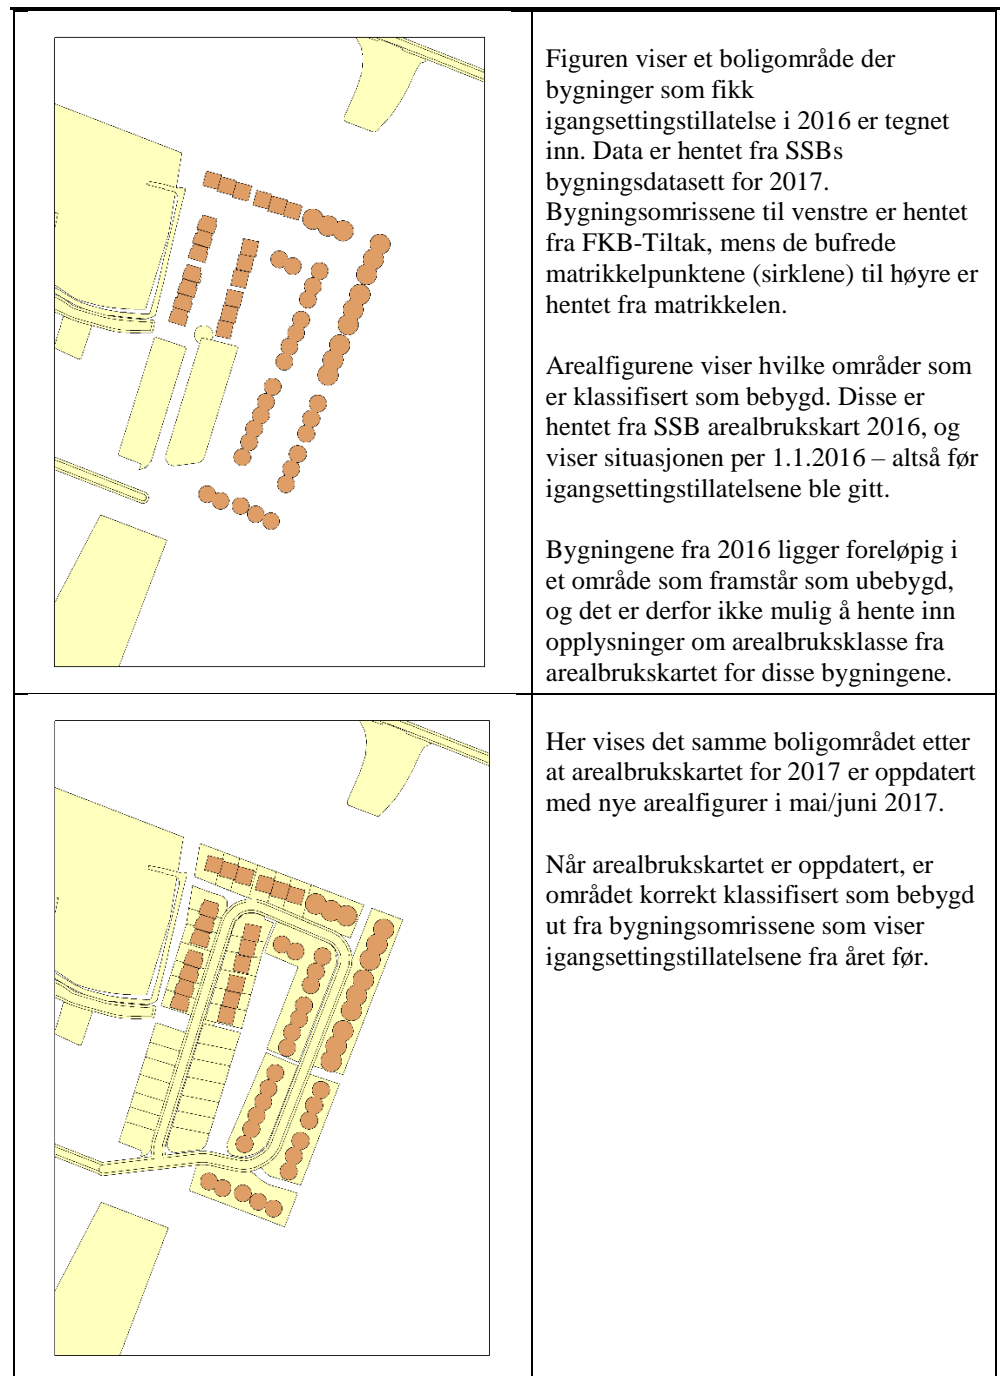 Figuren viser et boligområde der
bygninger som fikk
igangsettingstillatelse i 2016 er tegnet
inn. Data er hentet fra SSBs
bygningsdatasett for 2017.
Bygningsomrissene til venstre er hentet
fra FKB-Tiltak, mens de bufrede
matrikkelpunktene (sirklene) til høyre er
hentet fra matrikkelen.
Arealfigurene viser hvilke områder som
er klassifisert som bebygd. Disse er
hentet fra SSB arealbrukskart 2016, og
viser situasjonen per 1.1.2016 – altså før
igangsettingstillatelsene ble gitt.
Bygningene fra 2016 ligger foreløpig i
et område som framstår som ubebygd,
og det er derfor ikke mulig å hente inn
opplysninger om arealbruksklasse fra
arealbrukskartet for disse bygningene.
Her vises det samme boligområdet etter
at arealbrukskartet for 2017 er oppdatert
med nye arealfigurer i mai/juni 2017.
Når arealbrukskartet er oppdatert, er
området korrekt klassifisert som bebygd
ut fra bygningsomrissene som viser
igangsettingstillatelsene fra året før.